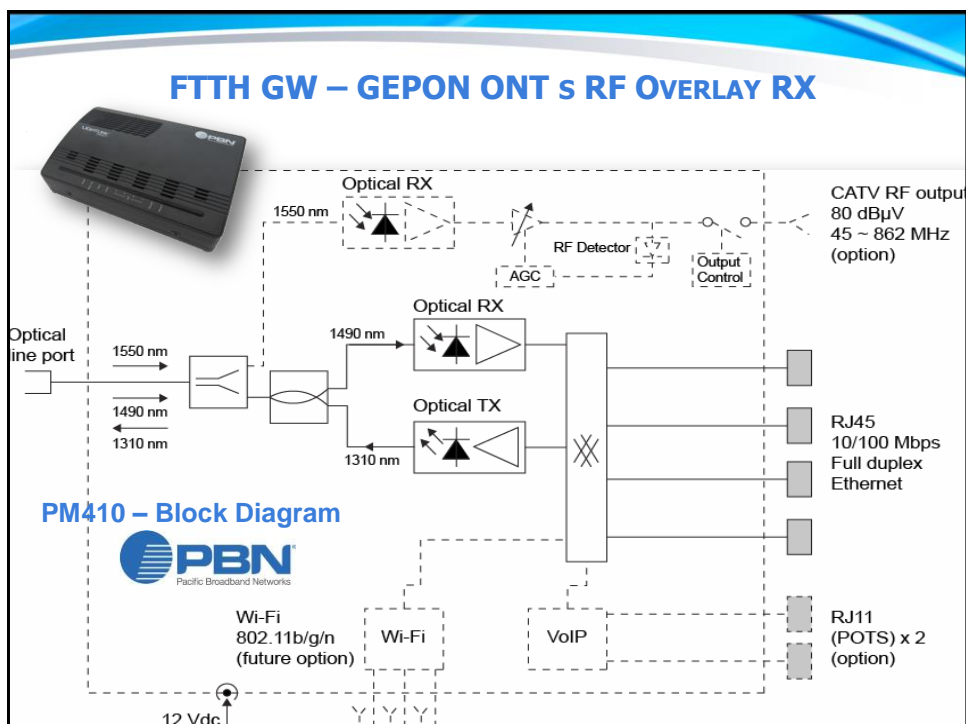 FTTH GW – GEPON ONT S RF OVERLAY RX
PBN
Optical RX
1550 nm
CATV RF output
80 dBµV
45 ~ 862 MHz
(option)
RF Detector
AGC
Output
Control
Optical RX
1490 nm
Optical
line port
1550 nm
1490 nm
1310 nm
Optical TX
1310 nm
RJ45
10/100 Mbps
Full duplex
Ethernet
PM410 – Block Diagram
PBN
Pacific Broadband Networks
Wi-Fi
802.11b/g/n
(future option)
Wi-Fi
VoIP
RJ11
(POTS) x 2
(option)
12 Vdc